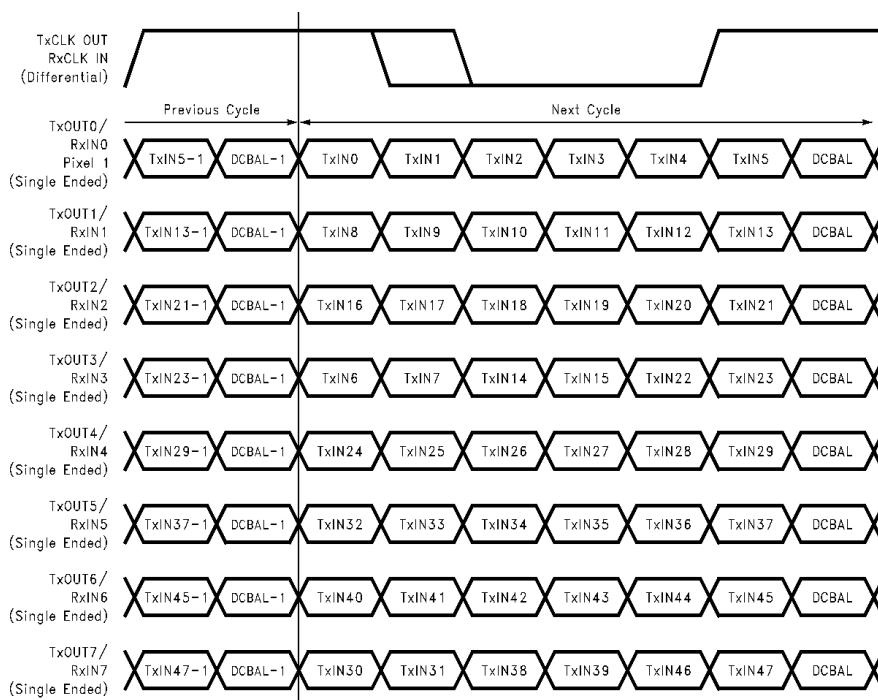 TxCLK OUT
RxCLK IN
(Differential)
Previous Cycle
Next Cycle
TxOUT0/
RxIN0
Pixel 1
(Single Ended)
TxIN5-1 DCBAL-1 TxIN0 TxIN1 TxIN2 TxIN3 TxIN4 TxIN5 DCBAL
TxOUT1/
RxIN1
(Single Ended)
TxIN13-1 DCBAL-1 TxIN8 TxIN9 TxIN10 TxIN11 TxIN12 TxIN13 DCBAL
TxOUT2/
RxIN2
(Single Ended)
TxIN21-1 DCBAL-1 TxIN16 TxIN17 TxIN18 TxIN19 TxIN20 TxIN21 DCBAL
TxOUT3/
RxIN3
(Single Ended)
TxIN23-1 DCBAL-1 TxIN6 TxIN7 TxIN14 TxIN15 TxIN22 TxIN23 DCBAL
TxOUT4/
RxIN4
(Single Ended)
TxIN29-1 DCBAL-1 TxIN24 TxIN25 TxIN26 TxIN27 TxIN28 TxIN29 DCBAL
TxOUT5/
RxIN5
(Single Ended)
TxIN37-1 DCBAL-1 TxIN32 TxIN33 TxIN34 TxIN35 TxIN36 TxIN37 DCBAL
TxOUT6/
RxIN6
(Single Ended)
TxIN45-1 DCBAL-1 TxIN40 TxIN41 TxIN42 TxIN43 TxIN44 TxIN45 DCBAL
TxOUT7/
RxIN7
(Single Ended)
TxIN47-1 DCBAL-1 TxIN30 TxIN31 TxIN38 TxIN39 TxIN46 TxIN47 DCBAL